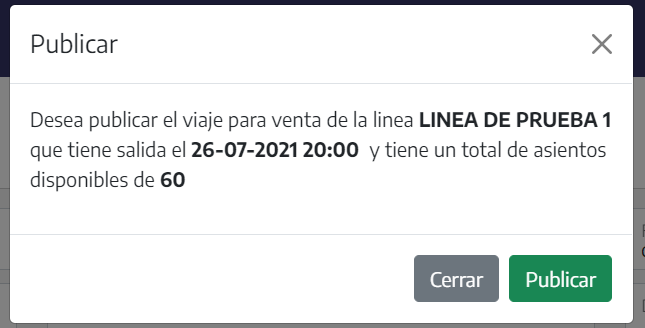 Publicar
Desea publicar el viaje para venta de la linea LINEA DE PRUEBA 1
que tiene salida el 26-07-2021 20:00 y tiene un total de asientos
disponibles de 60
Cerrar
Publicar